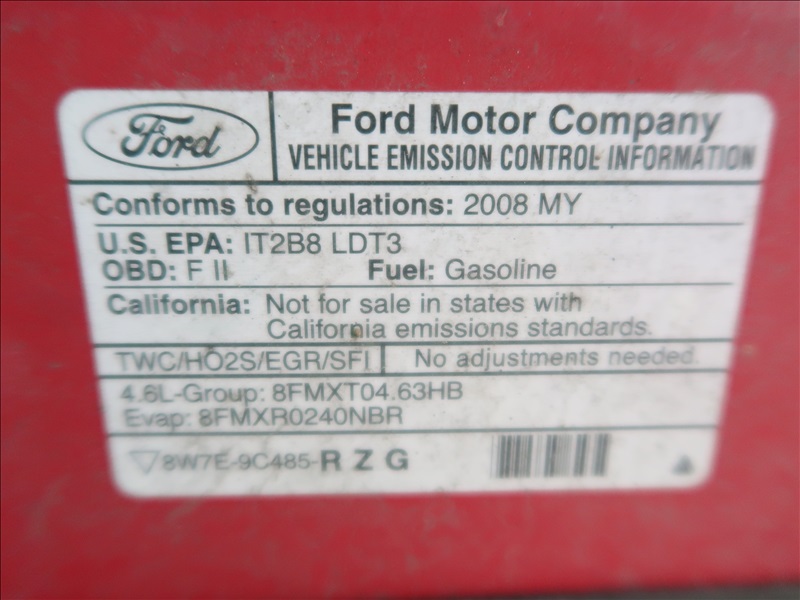 Ford
Ford Motor Company
VEHICLE EMISSION CONTROL INFORMATION
Conforms to regulations: 2008 MY
U.S. EPA: IT2B8 LDT3
OBD: F II Fuel: Gasoline
California: Not for sale in states with
California emissions standards.
TWC/HO2S/EGR/SFI No adjustments needed.
4.6L-Group: 8FMXT04.63HB
Evap: 8FMXR0240NBR
8W7E-9C485-R Z G